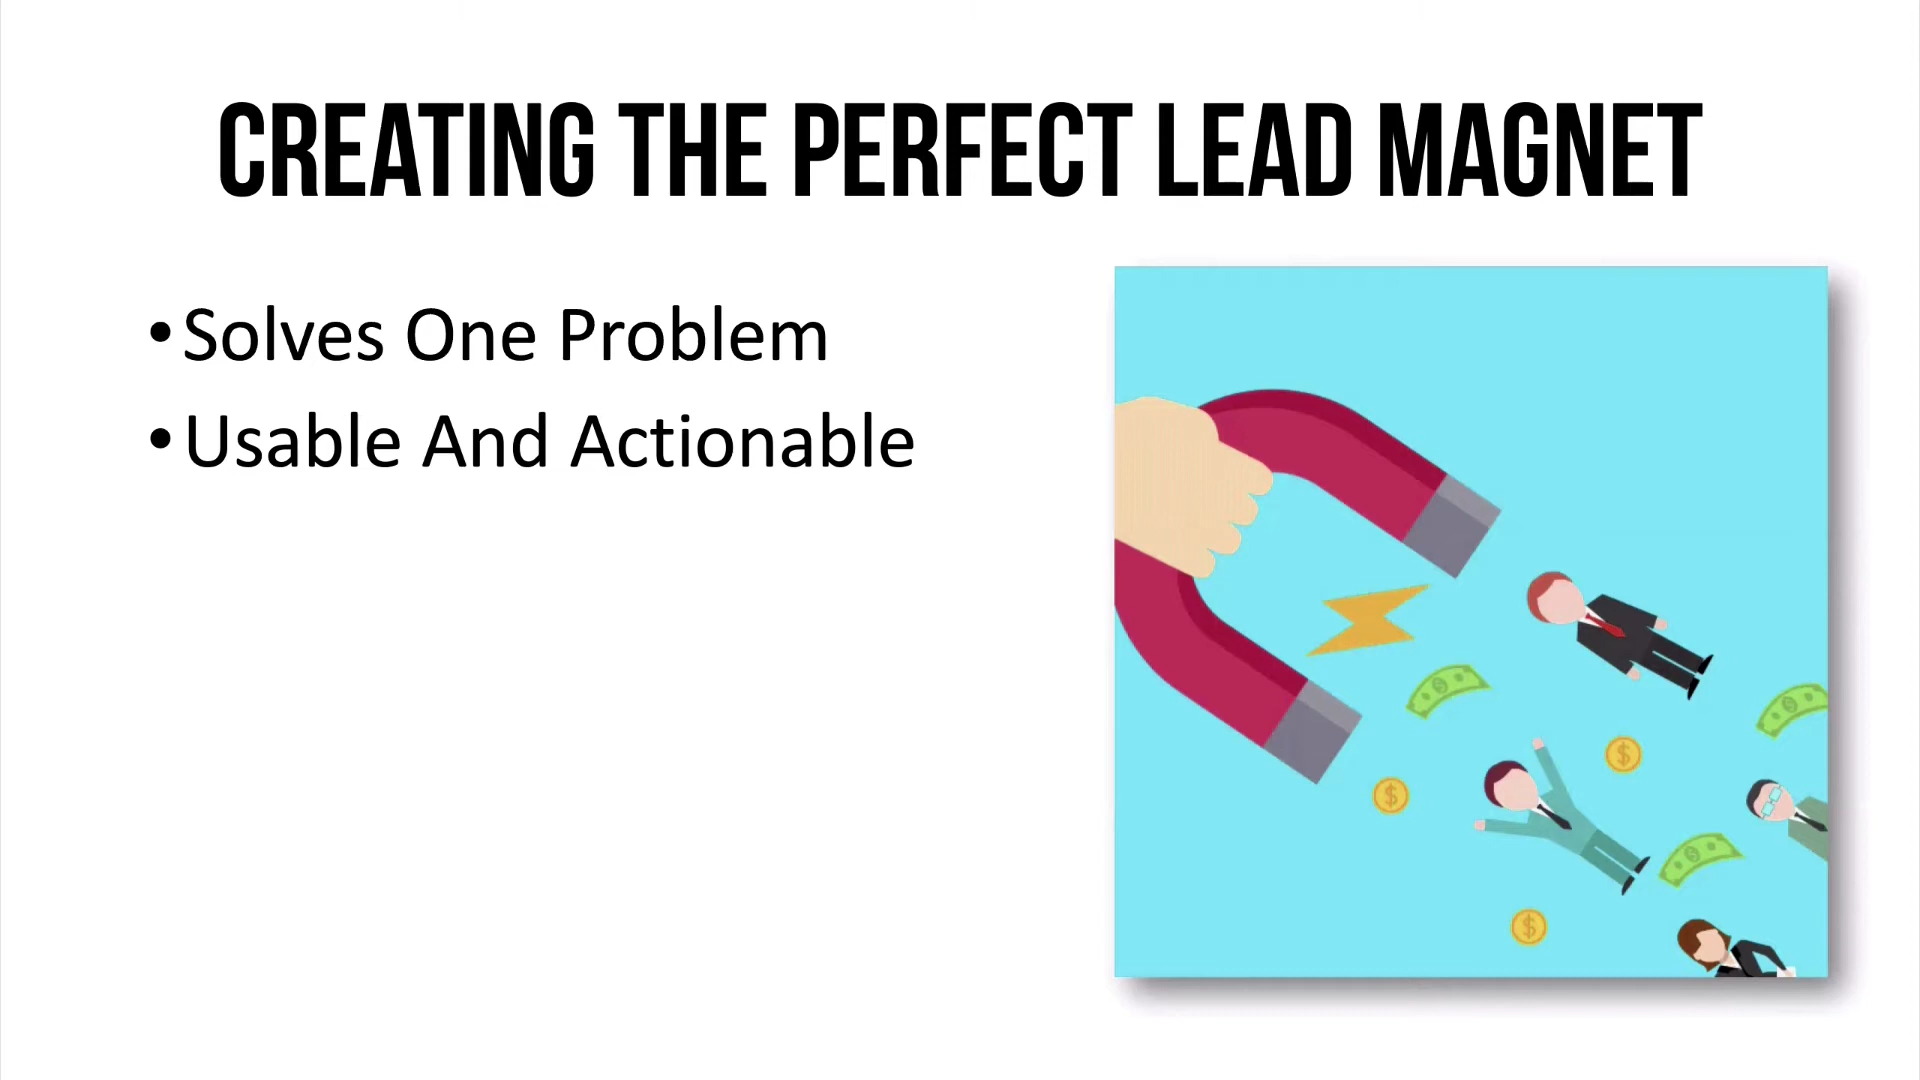 CREATING THE PERFECT LEAD MAGNET
• Solves One Problem
• Usable And Actionable